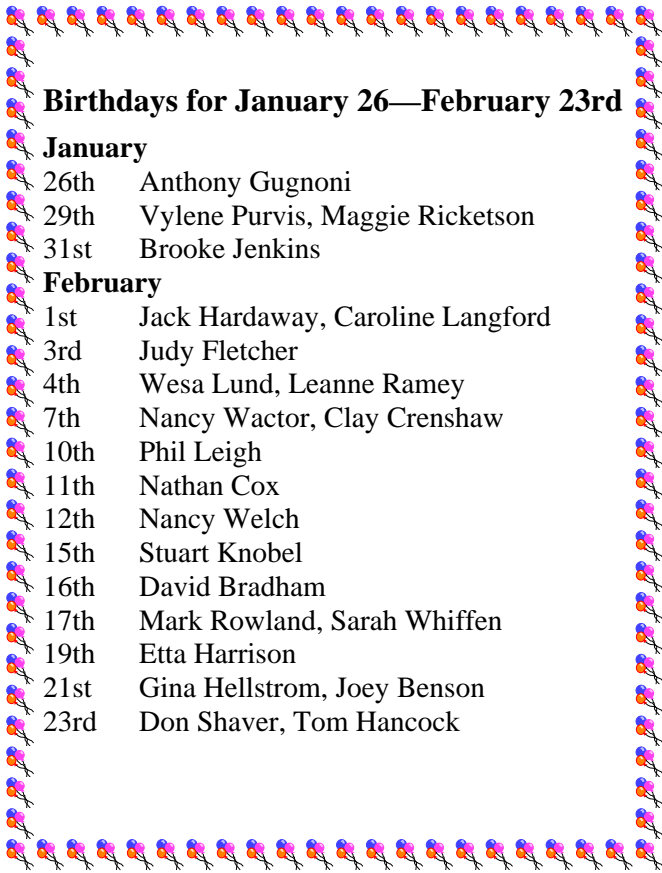 Birthdays for January 26—February 23rd
January
26th Anthony Gugnoni
29th Vylene Purvis, Maggie Ricketson
31st Brooke Jenkins
February
1st Jack Hardaway, Caroline Langford
3rd Judy Fletcher
4th Wesa Lund, Leanne Ramey
7th Nancy Wactor, Clay Crenshaw
10th Phil Leigh
11th Nathan Cox
12th Nancy Welch
15th Stuart Knobel
16th David Bradham
17th Mark Rowland, Sarah Whiffen
19th Etta Harrison
21st Gina Hellstrom, Joey Benson
23rd Don Shaver, Tom Hancock